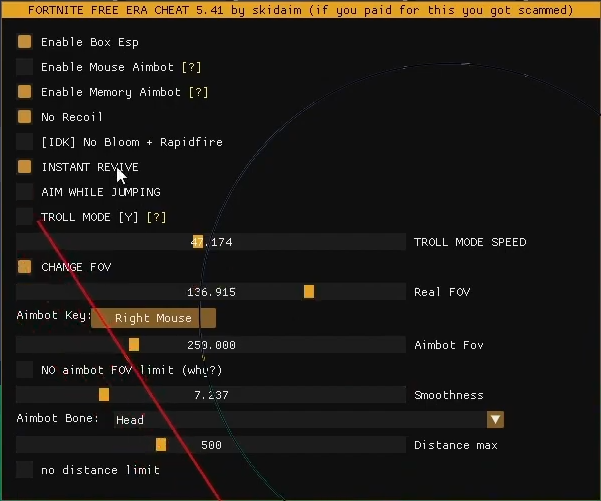 FORTNITE FREE ERA CHEAT 5.41 by skidaim (if you paid for this you got scammed)
Enable Box Esp
Enable Mouse Aimbot [?]
Enable Memory Aimbot [?]
No Recoil
[IDK] No Bloom + Rapidfire
INSTANT REVIVE
AIM WHILE JUMPING
TROLL MODE [Y] [?]
47.174 TROLL MODE SPEED
CHANGE FOV
136.915 Real FOV
Aimbot Key: Right Mouse
259.000 Aimbot Fov
NO aimbot FOV limit (why?)
7.237 Smoothness
Aimbot Bone: Head
500 Distance max
no distance limit